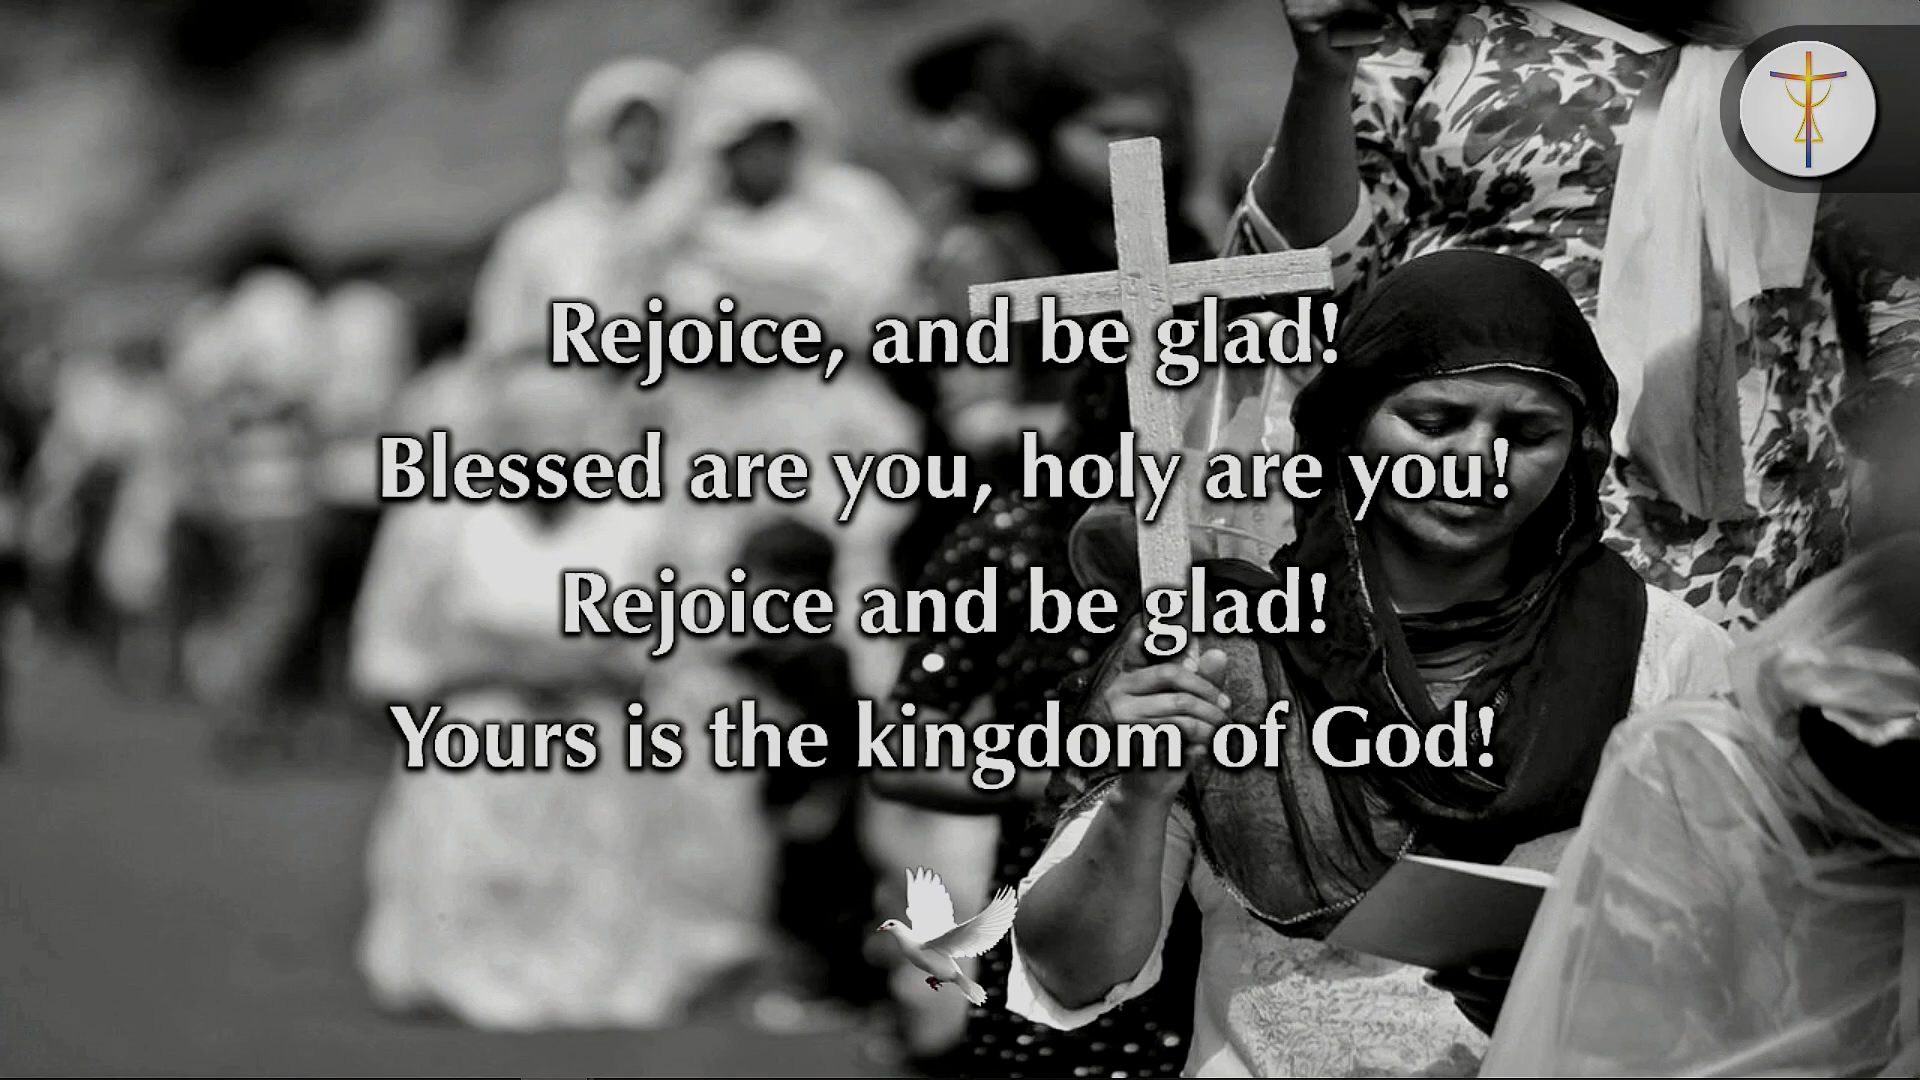 Rejoice, and be glad!
Blessed are you, holy are you!
Rejoice and be glad!
Yours is the kingdom of God!